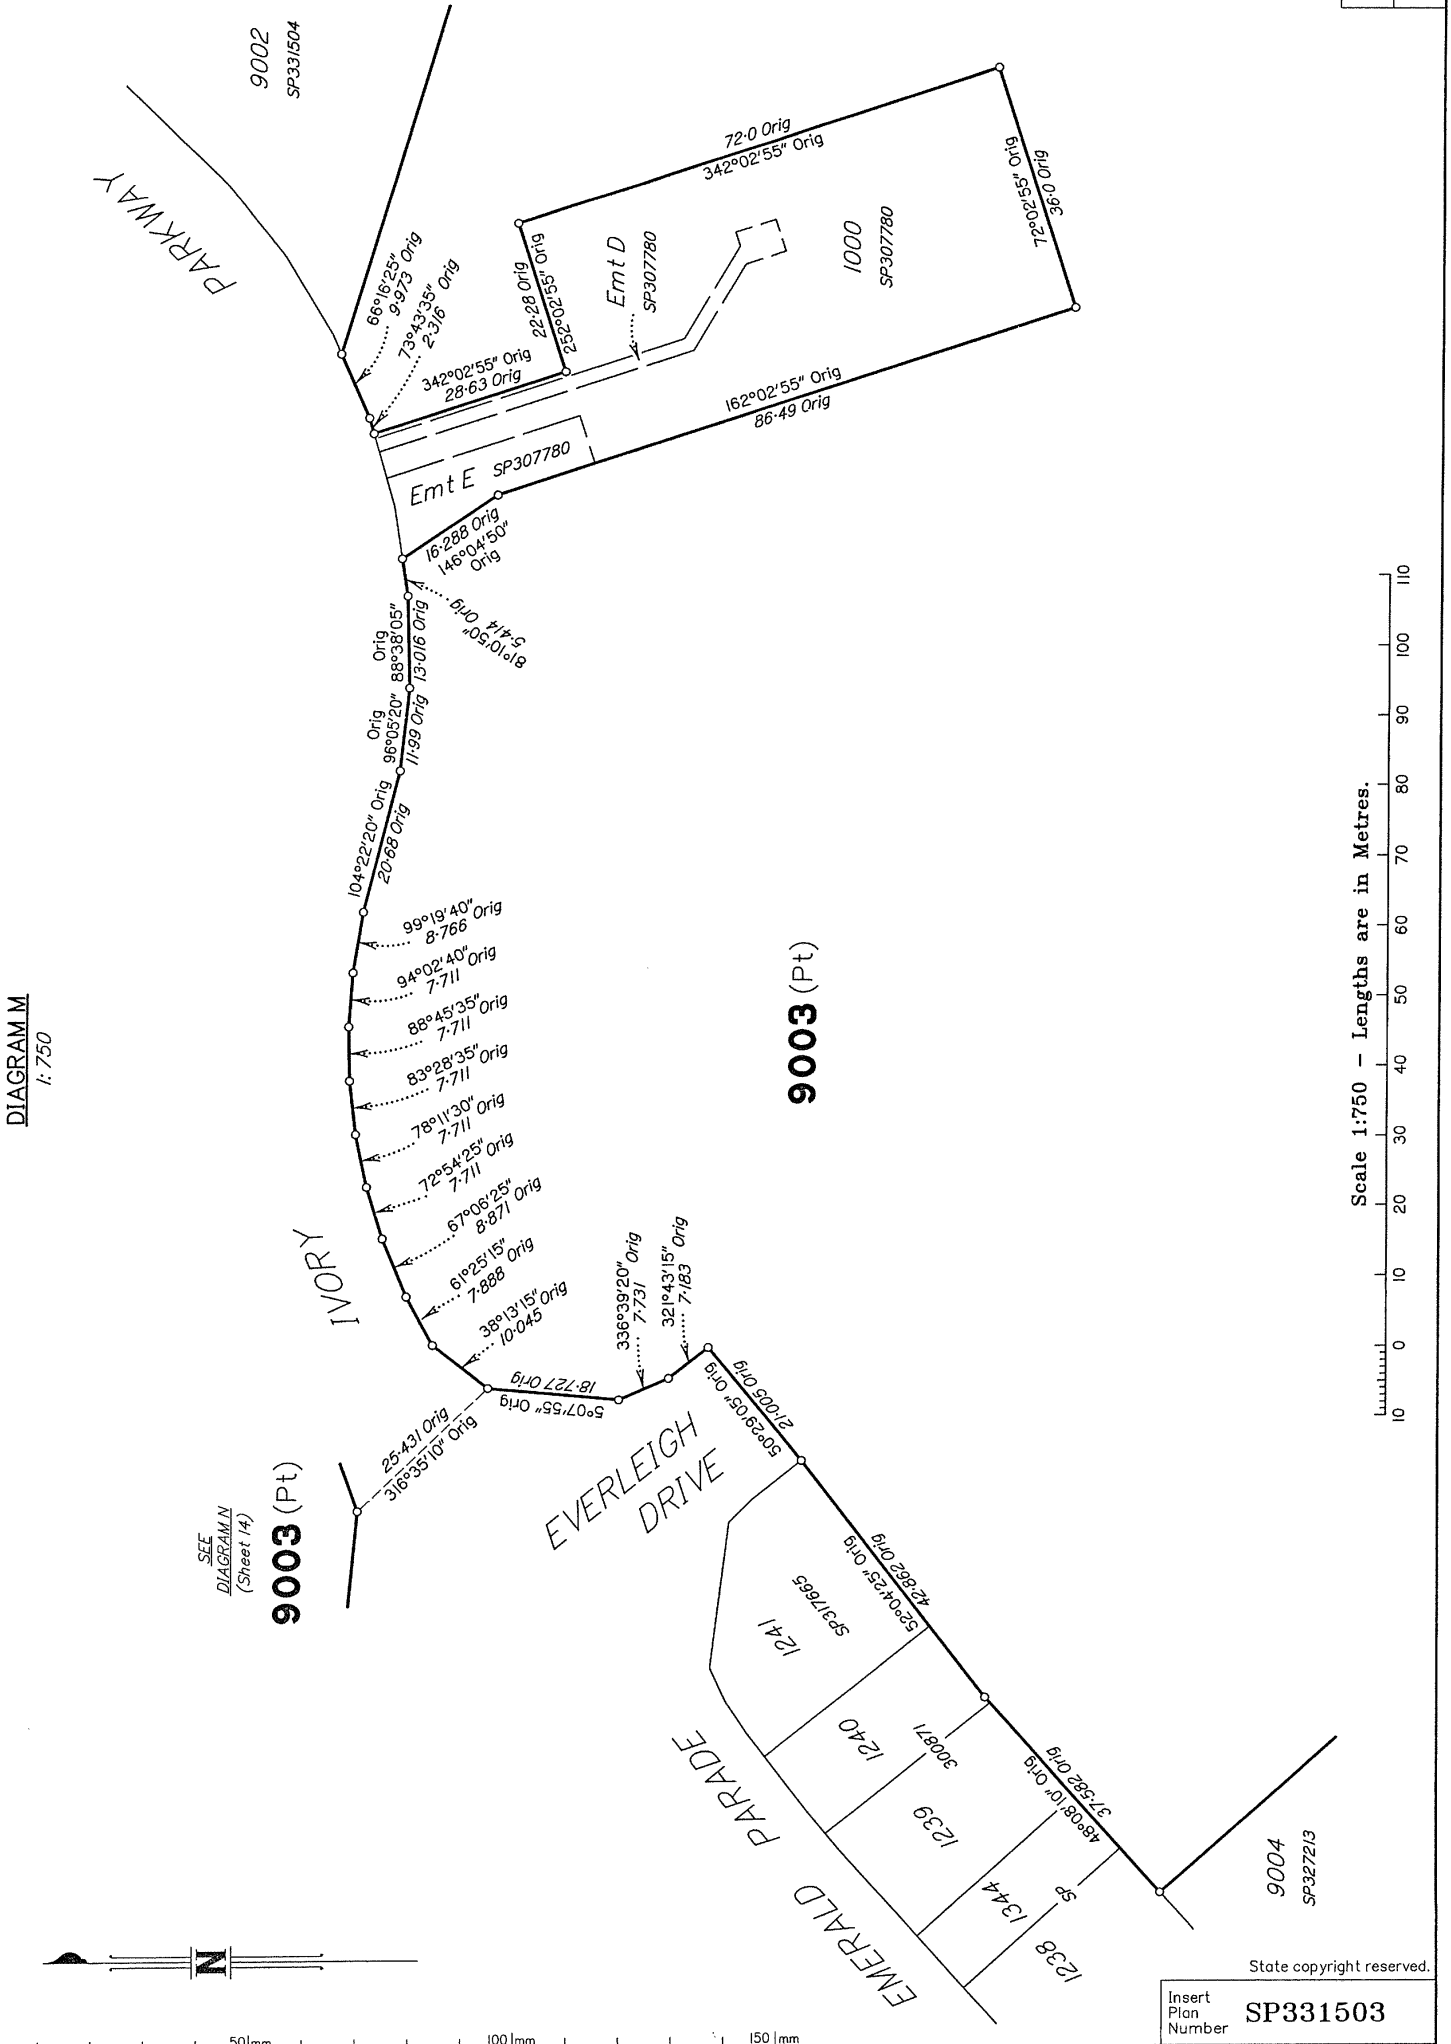 DIAGRAM M
1:750
PARKWAY
9002
SP331504
66°16'25"
9·973 Orig
73°43'35"
2·316 Orig
342°02'55" Orig
28·63 Orig
22·28 Orig
252°02'55" Orig
72·0 Orig
342°02'55" Orig
Emt D
SP307780
1000
SP307780
72°02'55" Orig
36·0 Orig
162°02'55" Orig
86·49 Orig
Emt E SP307780
16·288 Orig
146°04'50"
Orig
81°10'50"
5·414 Orig
Orig
88°38'05"
13·016 Orig
Orig
96°05'20"
11·99 Orig
104°22'20" Orig
20·68 Orig
99°19'40"
8·766 Orig
94°02'40"
7·711 Orig
88°45'35"
7·711 Orig
83°28'35"
7·711 Orig
78°11'30"
7·711 Orig
72°54'25"
7·711 Orig
67°06'25"
8·871 Orig
61°25'15"
7·888 Orig
38°13'15"
10·045 Orig
IVORY
18·727 Orig
5°07'55" Orig
336°39'20"
7·731 Orig
321°43'15"
7·183 Orig
25·431 Orig
316°35'10" Orig
SEE
DIAGRAM N
(Sheet 14)
9003 (Pt)
9003 (Pt)
EVERLEIGH
DRIVE
50°29'05" Orig
21·005 Orig
52°04'25" Orig
42·862 Orig
48°08'10" Orig
37·582 Orig
1241
SP317665
1240
300871
1239
1344
SP
1238
EMERALD PARADE
9004
SP327213
Scale 1:750 – Lengths are in Metres.
10 0 10 20 30 40 50 60 70 80 90 100 110
N
50 mm 100 mm 150 mm
State copyright reserved.
Insert
Plan
Number SP331503